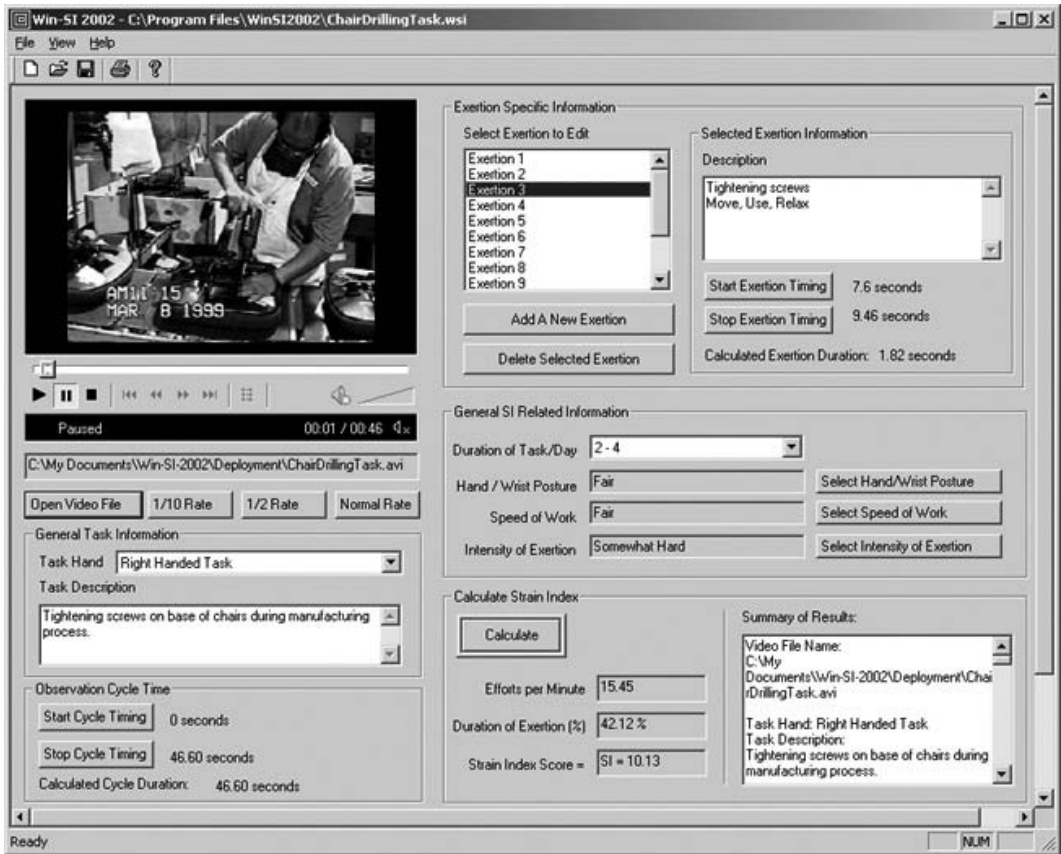 Win-SI 2002 - C:\Program Files\WinSI2002\ChairDrillingTask.wsi
File View Help
AM11 15
MAR 8 1999
Paused 00:01 / 00:46
C:\My Documents\Win-SI-2002\Deployment\ChairDrillingTask.avi
Open Video File 1/10 Rate 1/2 Rate Normal Rate
General Task Information
Task Hand Right Handed Task
Task Description
Tightening screws on base of chairs during manufacturing
process.
Observation Cycle Time
Start Cycle Timing 0 seconds
Stop Cycle Timing 46.60 seconds
Calculated Cycle Duration: 46.60 seconds
Exertion Specific Information
Select Exertion to Edit
Exertion 1
Exertion 2
Exertion 3
Exertion 4
Exertion 5
Exertion 6
Exertion 7
Exertion 8
Exertion 9
Add A New Exertion
Delete Selected Exertion
Selected Exertion Information
Description
Tightening screws
Move, Use, Relax
Start Exertion Timing 7.6 seconds
Stop Exertion Timing 9.46 seconds
Calculated Exertion Duration: 1.82 seconds
General SI Related Information
Duration of Task/Day 2 - 4
Hand / Wrist Posture Fair Select Hand/Wrist Posture
Speed of Work Fair Select Speed of Work
Intensity of Exertion Somewhat Hard Select Intensity of Exertion
Calculate Strain Index
Calculate
Efforts per Minute 15.45
Duration of Exertion (%) 42.12 %
Strain Index Score = SI = 10.13
Summary of Results:
Video File Name:
C:\My
Documents\Win-SI-2002\Deployment\Chai
rDrillingTask.avi
Task Hand: Right Handed Task
Task Description:
Tightening screws on base of chairs during
manufacturing process.
Ready NUM